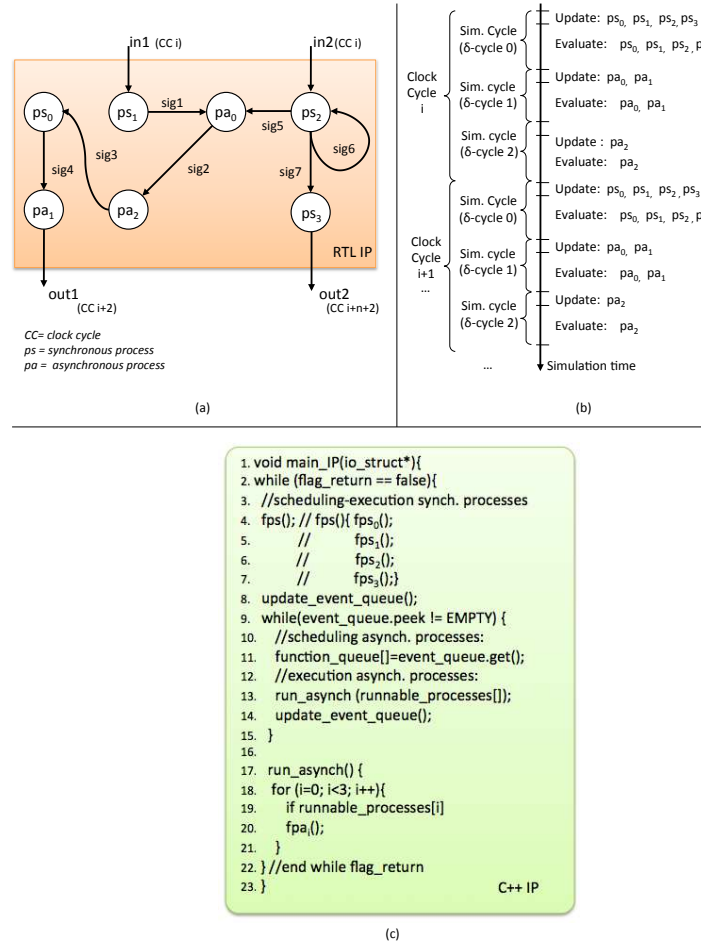 in1 (CC i)
in2 (CC i)
ps0
ps1
sig1
pa0
sig5
ps2
sig6
sig4
sig3
sig2
sig7
pa1
pa2
ps3
RTL IP
out1
(CC i+2)
out2
(CC i+n+2)
CC= clock cycle
ps = synchronous process
pa = asynchronous process
(a)
Clock
Cycle
i
Sim. Cycle
(δ-cycle 0)
Update: ps0, ps1, ps2, ps3
Evaluate: ps0, ps1, ps2, p
Sim. cycle
(δ-cycle 1)
Update: pa0, pa1
Evaluate: pa0, pa1
Sim. cycle
(δ-cycle 2)
Update : pa2
Evaluate: pa2
Clock
Cycle
i+1
...
Sim. cycle
(δ-cycle 0)
Update: ps0, ps1, ps2, ps3
Evaluate: ps0, ps1, ps2, p
Sim. cycle
(δ-cycle 1)
Update: pa0, pa1
Evaluate: pa0, pa1
Sim. cycle
(δ-cycle 2)
Update: pa2
Evaluate: pa2
...
Simulation time
(b)
1. void main_IP(io_struct*){
2. while (flag_return == false){
3. //scheduling-execution synch. processes
4. fps(); // fps(){ fps0();
5. // fps1();
6. // fps2();
7. // fps3();}
8. update_event_queue();
9. while(event_queue.peek != EMPTY) {
10. //scheduling asynch. processes:
11. function_queue[]=event_queue.get();
12. //execution asynch. processes:
13. run_asynch (runnable_processes[]);
14. update_event_queue();
15. }
16.
17. run_asynch() {
18. for (i=0; i<3; i++){
19. if runnable_processes[i]
20. fpai();
21. }
22. } //end while flag_return
23. }
C++ IP
(c)